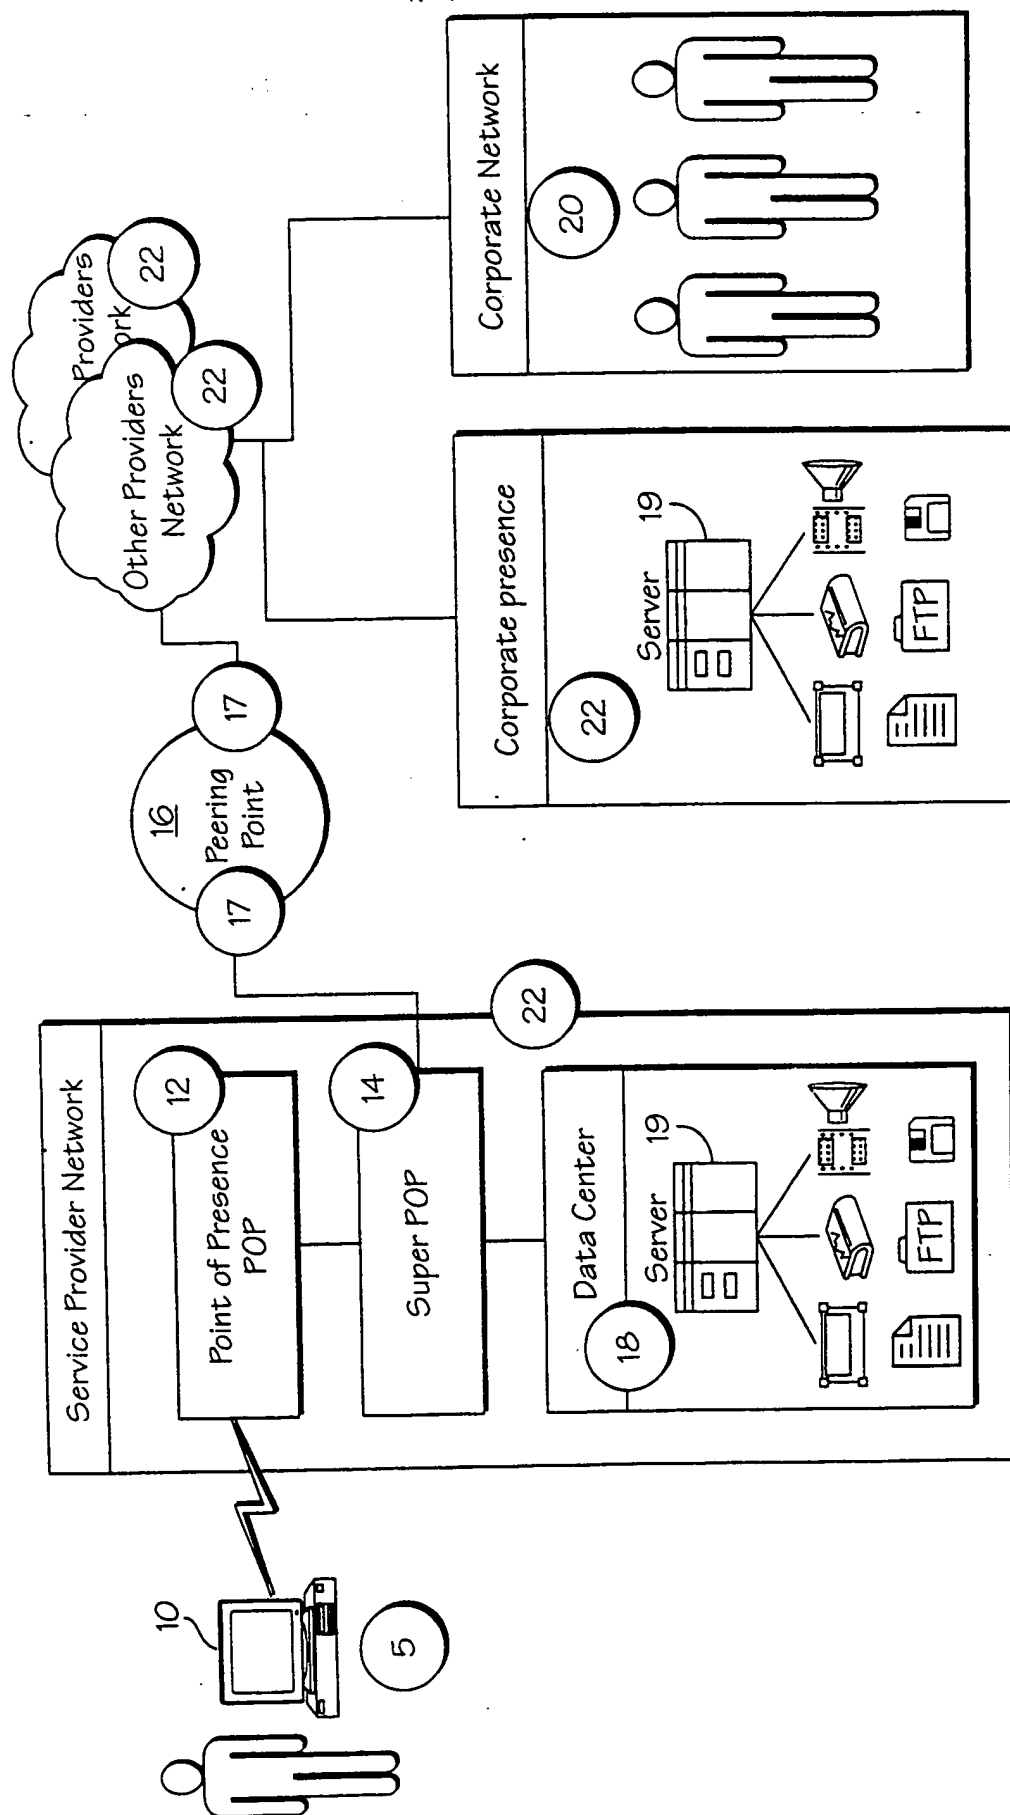 Service Provider Network
12
Point of Presence
POP
14
Super POP
Data Center
18
Server
19
FTP
22
10
5
17
16
Peering
Point
17
Other Providers
Network
22
Providers
ork
22
Corporate presence
22
Server
19
FTP
Corporate Network
20